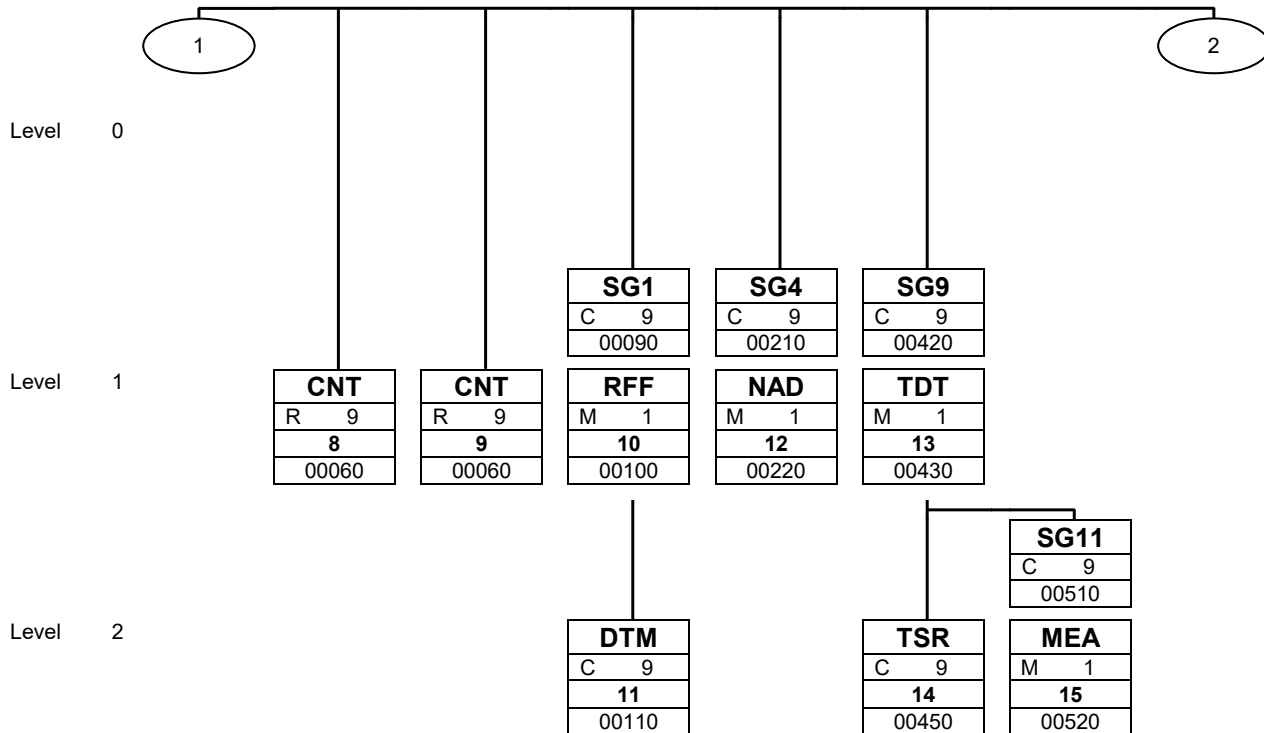 1 2
Level 0
SG1 SG4 SG9
C 9 C 9 C 9
00090 00210 00420
Level 1 CNT CNT RFF NAD TDT
R 9 R 9 M 1 M 1 M 1
8 9 10 12 13
00060 00060 00100 00220 00430
SG11
C 9
00510
Level 2 DTM TSR MEA
C 9 C 9 M 1
11 14 15
00110 00450 00520